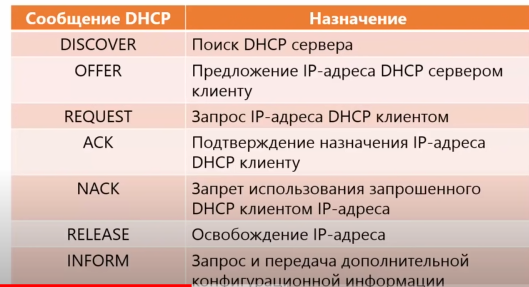 Сообщение DHCP Назначение
DISCOVER Поиск DHCP сервера
OFFER Предложение IP-адреса DHCP сервером
клиенту
REQUEST Запрос IP-адреса DHCP клиентом
ACK Подтверждение назначения IP-адреса
DHCP клиенту
NACK Запрет использования запрошенного
DHCP клиентом IP-адреса
RELEASE Освобождение IP-адреса
INFORM Запрос и передача дополнительной
конфигурационной информации